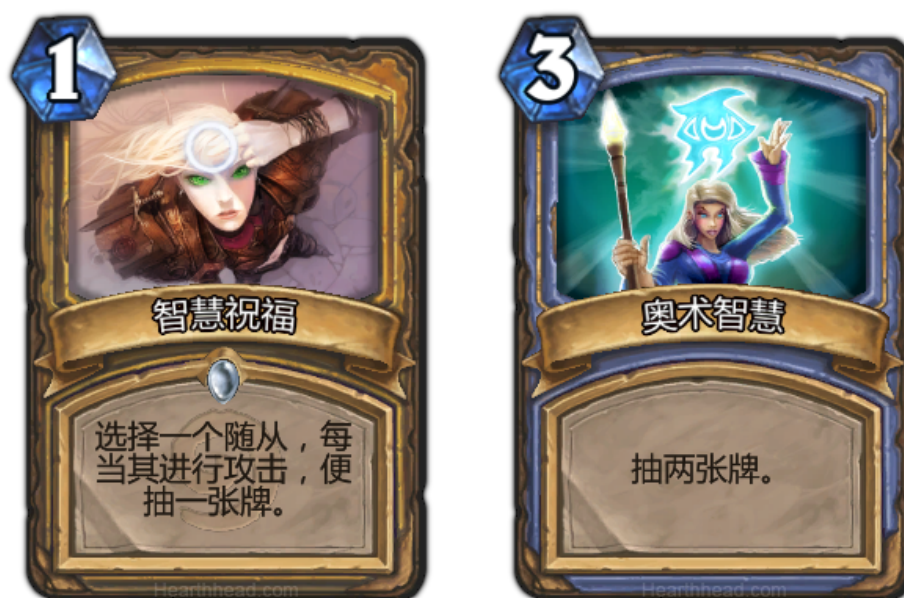 1
智慧祝福
选择一个随从，每
当其进行攻击，便
抽一张牌。
Hearthhead.com
3
奥术智慧
抽两张牌。
Hearthhead.com